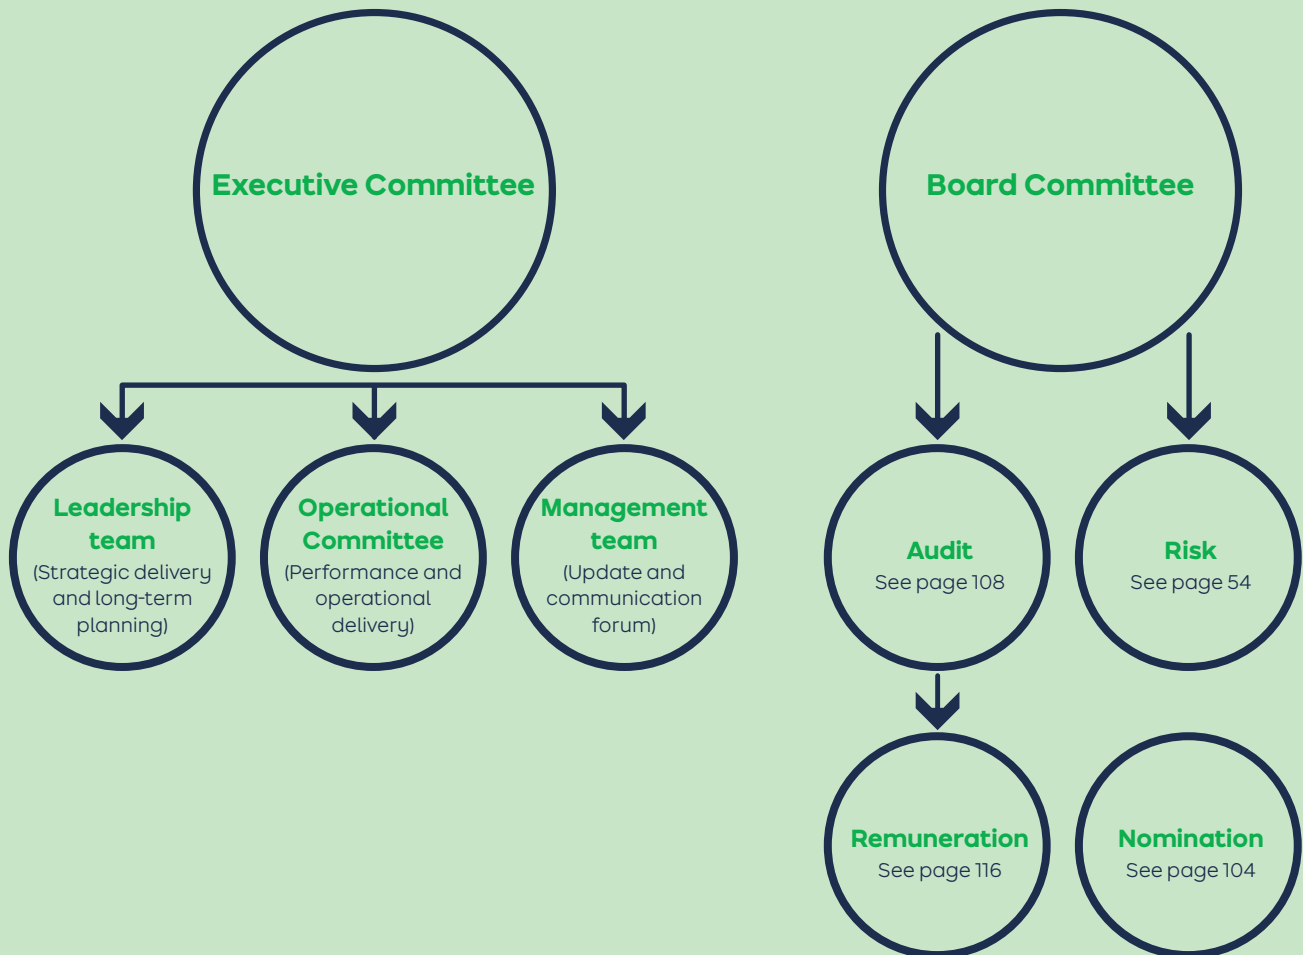 Executive Committee
Board Committee
Leadership
team
(Strategic delivery
and long-term
planning)
Operational
Committee
(Performance and
operational
delivery)
Management
team
(Update and
communication
forum)
Audit
See page 108
Risk
See page 54
Remuneration
See page 116
Nomination
See page 104